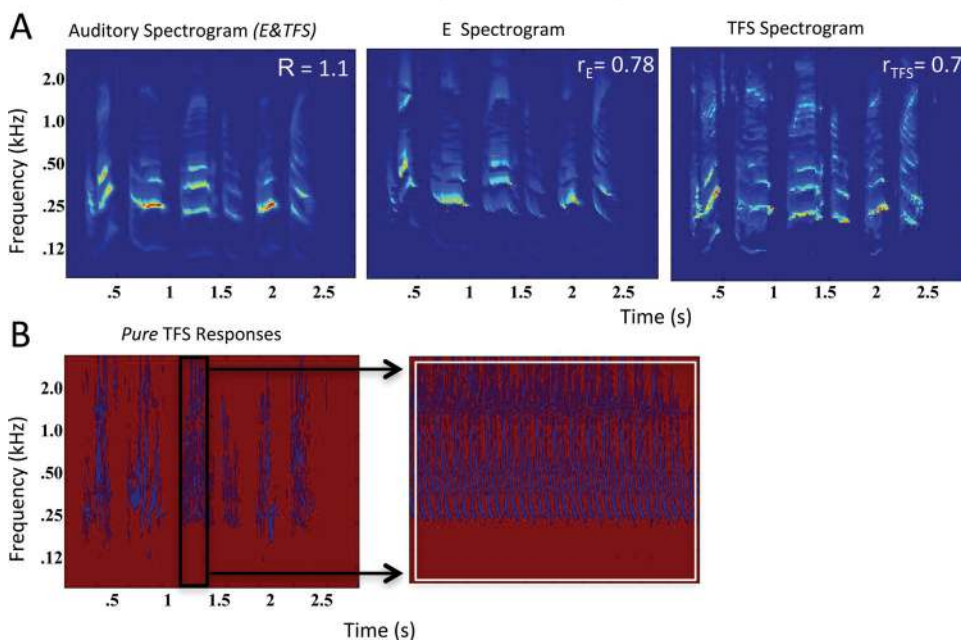 A
Auditory Spectrogram (E&TFS)
E Spectrogram
TFS Spectrogram
R = 1.1
rE= 0.78
rTFS= 0.7
Frequency (kHz)
2.0
1.0
.50
.25
.12
.5 1 1.5 2 2.5
.5 1 1.5 2 2.5
.5 1 1.5 2 2.5
Time (s)
B
Pure TFS Responses
Frequency (kHz)
2.0
1.0
.50
.25
.12
.5 1 1.5 2 2.5
Time (s)